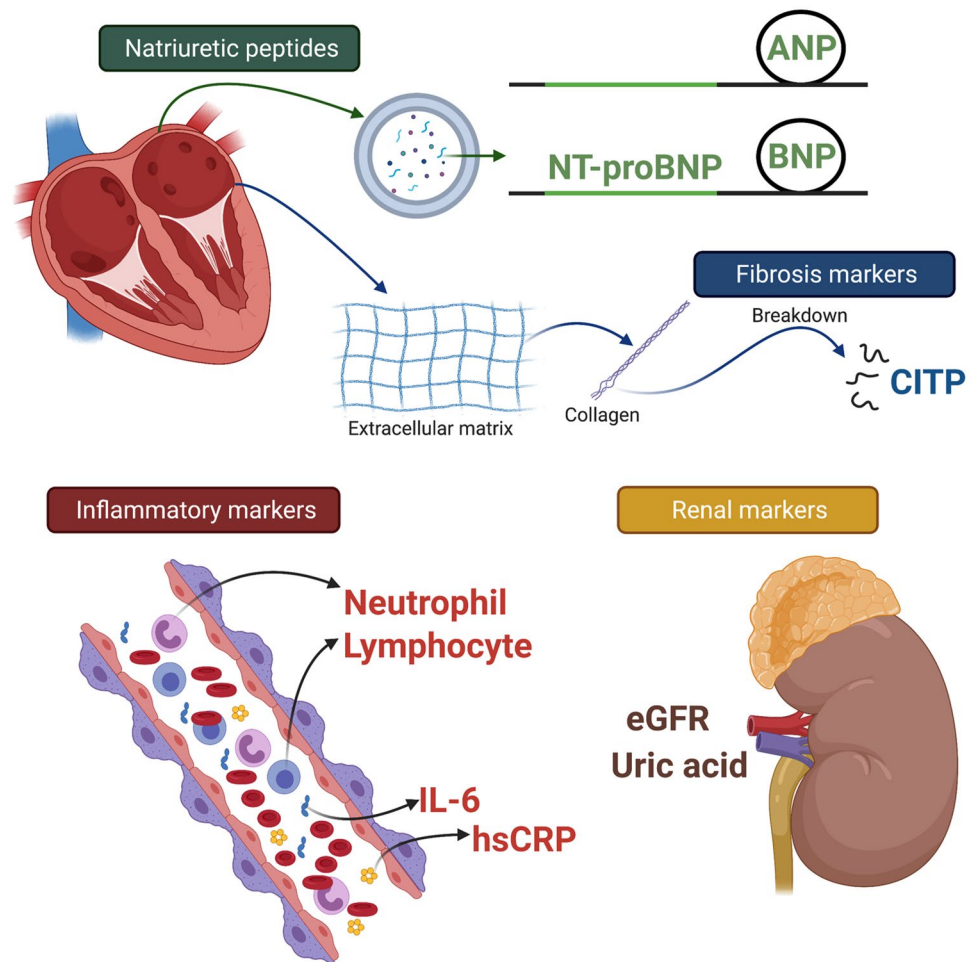 Natriuretic peptides
ANP
NT-proBNP
BNP
Fibrosis markers
Breakdown
CITP
Collagen
Extracellular matrix
Inflammatory markers
Neutrophil
Lymphocyte
IL-6
hsCRP
Renal markers
eGFR
Uric acid